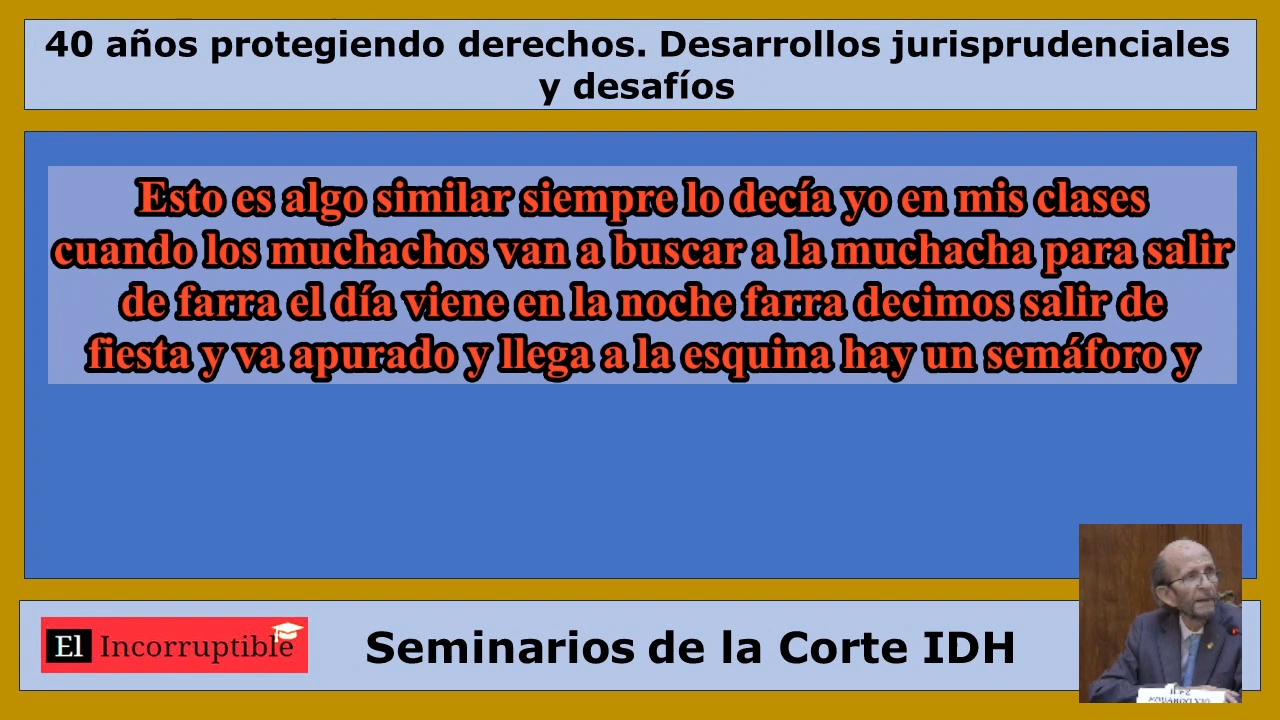 40 años protegiendo derechos. Desarrollos jurisprudenciales
y desafíos
Esto es algo similar siempre lo decía yo en mis clases
cuando los muchachos van a buscar a la muchacha para salir
de farra el día viene en la noche farra decimos salir de
fiesta y va apurado y llega a la esquina hay un semáforo y
El Incorruptible
Seminarios de la Corte IDH